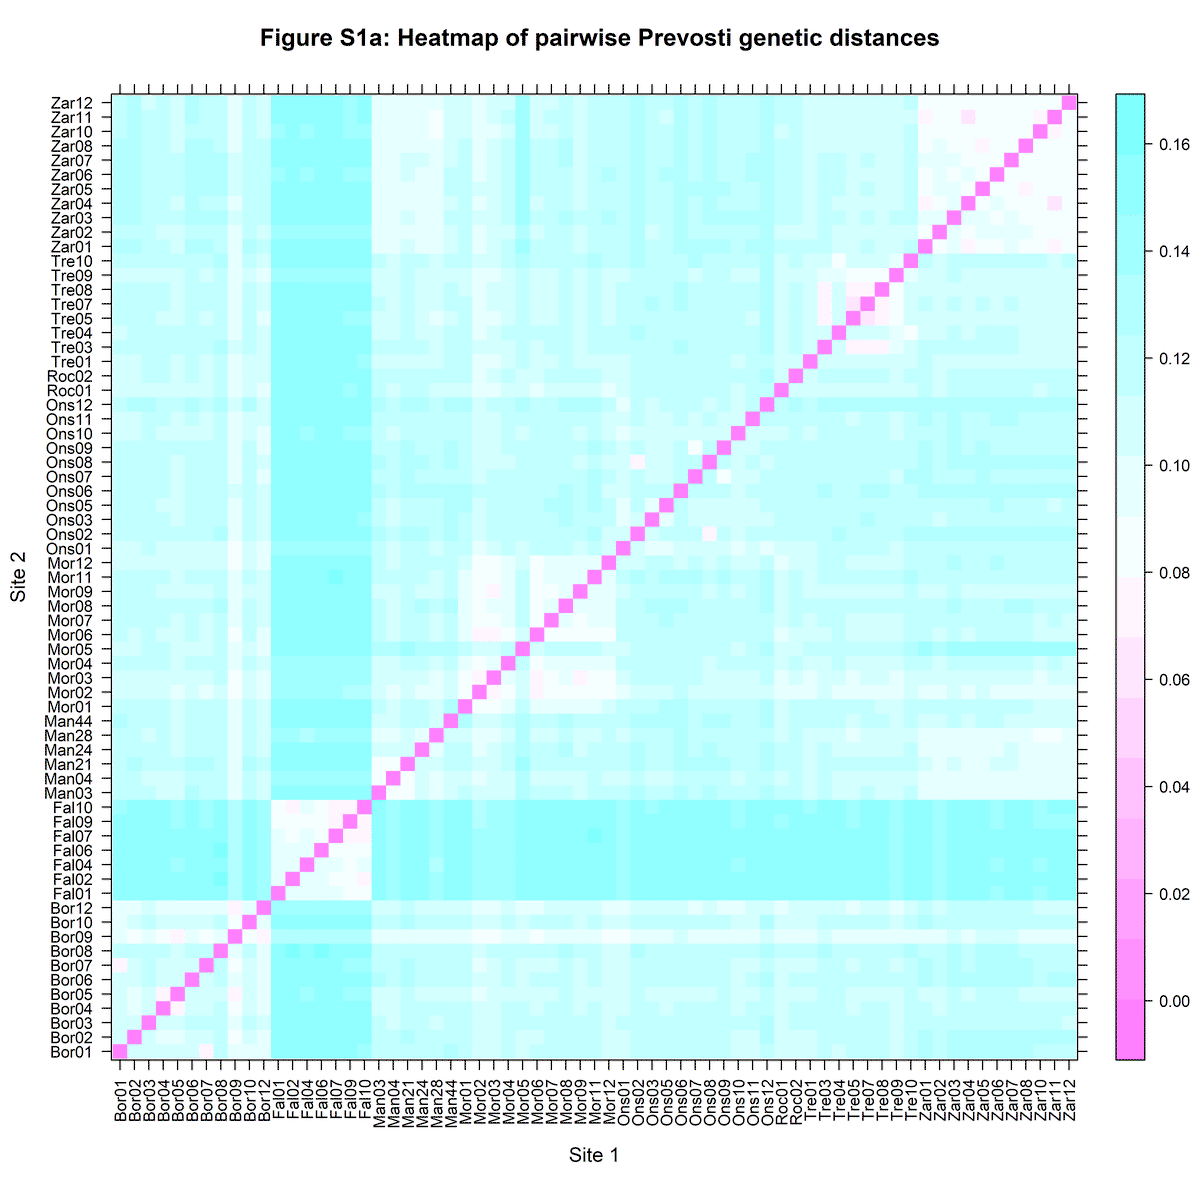 Figure S1a: Heatmap of pairwise Prevosti genetic distances
Zar12
Zar11
Zar10
Zar08
Zar07
Zar06
Zar05
Zar04
Zar03
Zar02
Zar01
Tre10
Tre09
Tre08
Tre07
Tre05
Tre04
Tre03
Tre01
Roc02
Roc01
Ons12
Ons11
Ons10
Ons09
Ons08
Ons07
Ons06
Ons05
Ons03
Ons02
Ons01
Mor12
Mor11
Mor09
Mor08
Mor07
Mor06
Mor05
Mor04
Mor03
Mor02
Mor01
Man44
Man28
Man24
Man21
Man04
Man03
Fal10
Fal09
Fal07
Fal06
Fal04
Fal02
Fal01
Bor12
Bor10
Bor09
Bor08
Bor07
Bor06
Bor05
Bor04
Bor03
Bor02
Bor01
Site 2
Bor01 Bor02 Bor03 Bor04 Bor05 Bor06 Bor07 Bor08 Bor09 Bor10 Bor12 Fal01 Fal02 Fal04 Fal06 Fal07 Fal09 Fal10 Man03 Man04 Man21 Man24 Man28 Man44 Mor01 Mor02 Mor03 Mor04 Mor05 Mor06 Mor07 Mor08 Mor09 Mor11 Mor12 Ons01 Ons02 Ons03 Ons05 Ons06 Ons07 Ons08 Ons09 Ons10 Ons11 Ons12 Roc01 Roc02 Tre01 Tre03 Tre04 Tre05 Tre07 Tre08 Tre09 Tre10 Zar01 Zar02 Zar03 Zar04 Zar05 Zar06 Zar07 Zar08 Zar10 Zar11 Zar12
Site 1
0.16
0.14
0.12
0.10
0.08
0.06
0.04
0.02
0.00